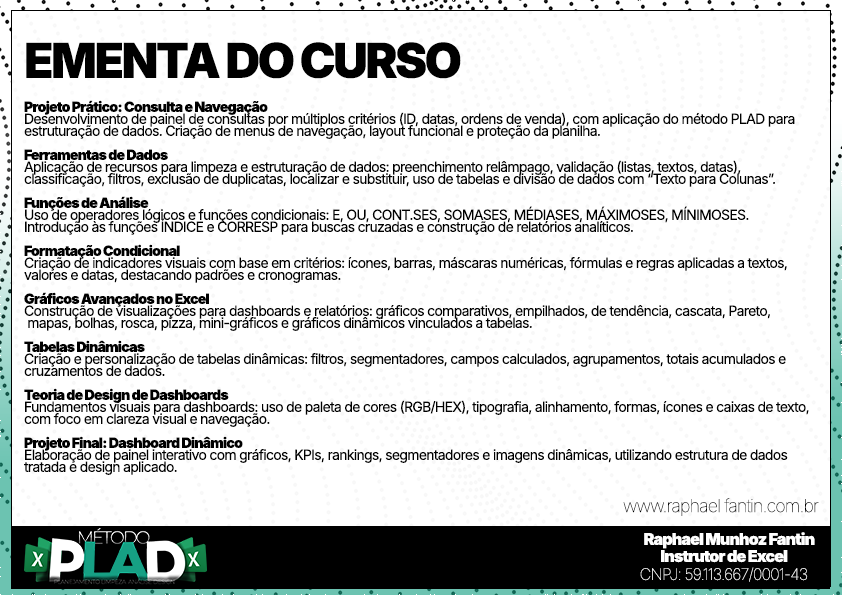 EMENTA DO CURSO
Projeto Prático: Consulta e Navegação
Desenvolvimento de painel de consultas por múltiplos critérios (ID, datas, ordens de venda), com aplicação do método PLAD para
estruturação de dados. Criação de menus de navegação, layout funcional e proteção da planilha.
Ferramentas de Dados
Aplicação de recursos para limpeza e estruturação de dados: preenchimento relâmpago, validação (listas, textos, datas),
classificação, filtros, exclusão de duplicatas, localizar e substituir, uso de tabelas e divisão de dados com “Texto para Colunas”.
Funções de Análise
Uso de operadores lógicos e funções condicionais: E, OU, CONT.SES, SOMASES, MÉDIASES, MÁXIMOSES, MÍNIMOSES.
Introdução às funções ÍNDICE e CORRESP para buscas cruzadas e construção de relatórios analíticos.
Formatação Condicional
Criação de indicadores visuais com base em critérios: ícones, barras, máscaras numéricas, fórmulas e regras aplicadas a textos,
valores e datas, destacando padrões e cronogramas.
Gráficos Avançados no Excel
Construção de visualizações para dashboards e relatórios: gráficos comparativos, empilhados, de tendência, cascata, Pareto,
mapas, bolhas, rosca, pizza, mini-gráficos e gráficos dinâmicos vinculados a tabelas.
Tabelas Dinâmicas
Criação e personalização de tabelas dinâmicas: filtros, segmentadores, campos calculados, agrupamentos, totais acumulados e
cruzamentos de dados.
Teoria de Design de Dashboards
Fundamentos visuais para dashboards: uso de paleta de cores (RGB/HEX), tipografia, alinhamento, formas, ícones e caixas de texto,
com foco em clareza visual e navegação.
Projeto Final: Dashboard Dinâmico
Elaboração de painel interativo com gráficos, KPIs, rankings, segmentadores e imagens dinâmicas, utilizando estrutura de dados
tratada e design aplicado.
www.raphaelfantin.com.br
MÉTODO
X PLAD X
Raphael Munhoz Fantin
Instrutor de Excel
CNPJ: 59.113.667/0001-43